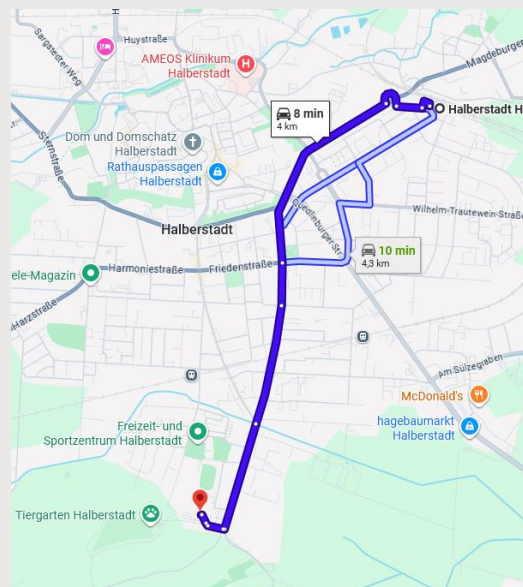 Huystraße
Sargstedter Weg
AMEOS Klinikum
Halberstadt
H
Magdeburger
8 min
4 km
Halberstadt H
Sternstraße
Dom und Domschatz
Halberstadt
Rathauspassagen
Halberstadt
Quedlinburger Str.
Wilhelm-Trautewein-Straße
Halberstadt
10 min
4,3 km
ele-Magazin
Harmoniestraße
Friedenstraße
Harzstraße
Am Sülzegraben
McDonald's
Freizeit- und
Sportzentrum Halberstadt
hagebaumarkt
Halberstadt
Tiergarten Halberstadt